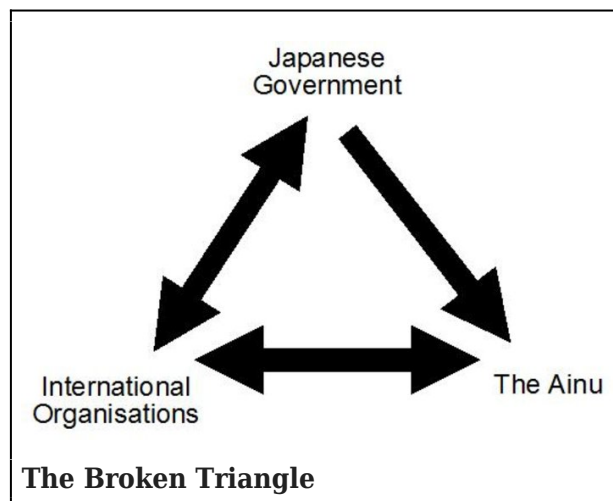 Japanese
Government
International
Organisations
The Ainu
The Broken Triangle